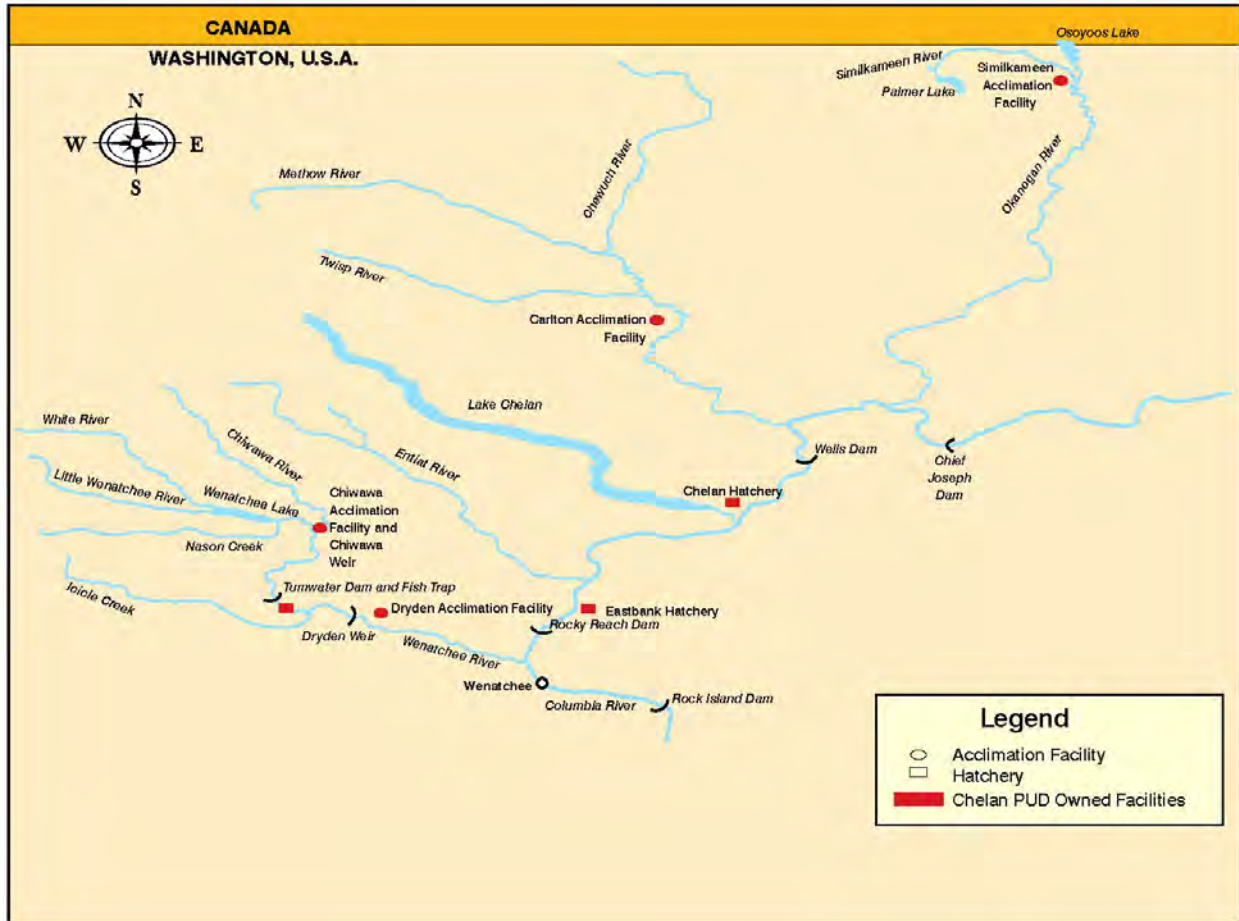 CANADA
WASHINGTON, U.S.A.
N
W
E
S
Osoyoos Lake
Similkameen River
Palmer Lake
Similkameen
Acclimation
Facility
Okanogan River
Chewuch River
Methow River
Twisp River
Carlton Acclimation
Facility
Lake Chelan
White River
Chiwawa River
Entiat River
Little Wenatchee River
Wenatchee Lake
Chiwawa
Acclimation
Facility and
Chiwawa
Weir
Nason Creek
Wells Dam
Chief
Joseph
Dam
Chelan Hatchery
Icicle Creek
Tumwater Dam and Fish Trap
Dryden Acclimation Facility
Dryden Weir
Eastbank Hatchery
Rocky Reach Dam
Wenatchee River
Wenatchee
Columbia River
Rock Island Dam
Legend
Acclimation Facility
Hatchery
Chelan PUD Owned Facilities